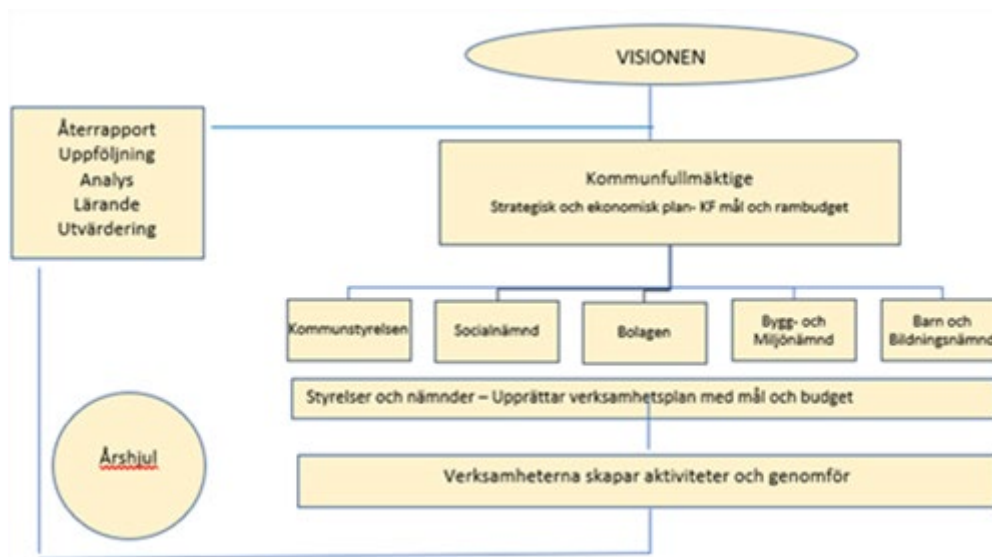 VISIONEN
Återrapport
Uppföljning
Analys
Lärande
Utvärdering
Kommunfullmäktige
Strategisk och ekonomisk plan- KF mål och rambudget
Kommunstyrelsen
Socialnämnd
Bolagen
Bygg- och
Miljönämnd
Barn och
Bildningsnämnd
Styrelser och nämnder – Upprättar verksamhetsplan med mål och budget
Årshjul
Verksamheterna skapar aktiviteter och genomför